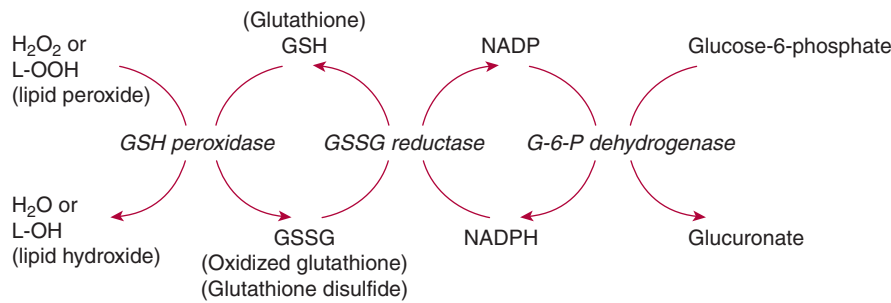 (Glutathione)
GSH
NADP
Glucose-6-phosphate
H₂O₂ or
L-OOH
(lipid peroxide)
GSH peroxidase
GSSG reductase
G-6-P dehydrogenase
H₂O or
L-OH
(lipid hydroxide)
GSSG
(Oxidized glutathione)
(Glutathione disulfide)
NADPH
Glucuronate